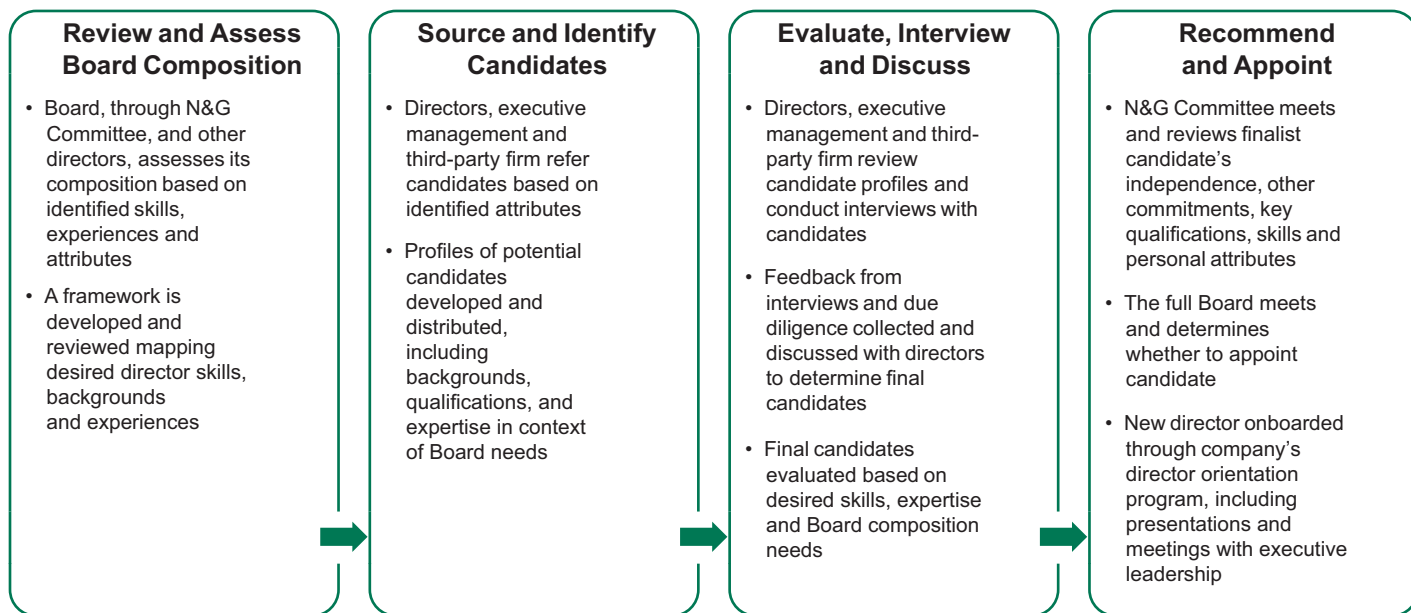 Review and Assess
Board Composition
• Board, through N&G
Committee, and other
directors, assesses its
composition based on
identified skills,
experiences and
attributes
• A framework is
developed and
reviewed mapping
desired director skills,
backgrounds
and experiences
Source and Identify
Candidates
• Directors, executive
management and
third-party firm refer
candidates based on
identified attributes
• Profiles of potential
candidates
developed and
distributed,
including
backgrounds,
qualifications, and
expertise in context
of Board needs
Evaluate, Interview
and Discuss
• Directors, executive
management and third-
party firm review
candidate profiles and
conduct interviews with
candidates
• Feedback from
interviews and due
diligence collected and
discussed with directors
to determine final
candidates
• Final candidates
evaluated based on
desired skills, expertise
and Board composition
needs
Recommend
and Appoint
• N&G Committee meets
and reviews finalist
candidate’s
independence, other
commitments, key
qualifications, skills and
personal attributes
• The full Board meets
and determines
whether to appoint
candidate
• New director onboarded
through company’s
director orientation
program, including
presentations and
meetings with executive
leadership